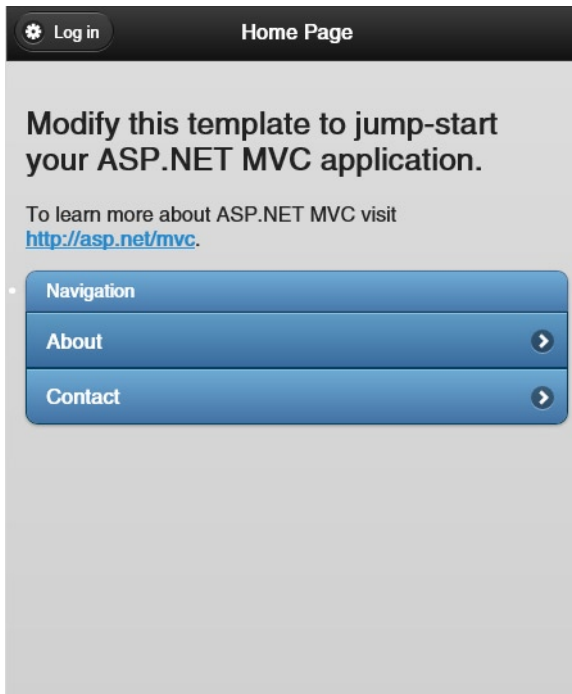 Log in
Home Page
Modify this template to jump-start
your ASP.NET MVC application.
To learn more about ASP.NET MVC visit
http://asp.net/mvc.
Navigation
About
Contact